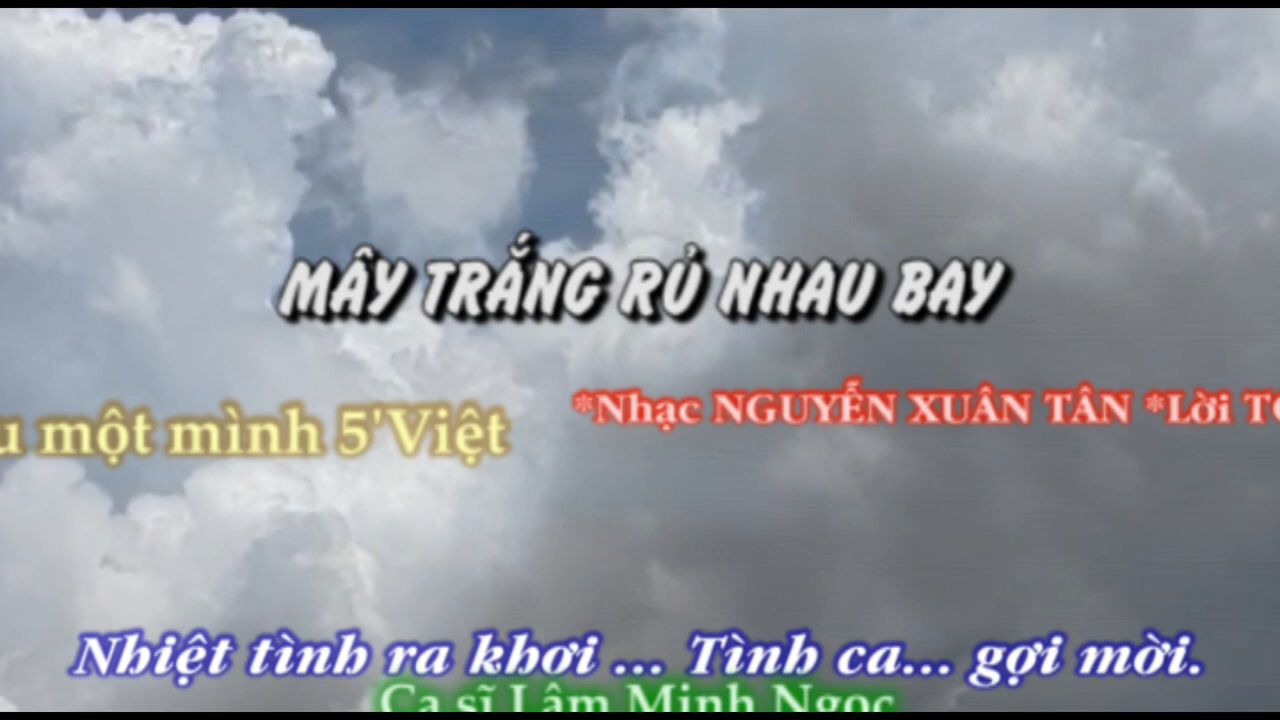 MÂY TRẮNG RỦ NHAU BAY
*Nhạc NGUYỄN XUÂN TÂN *Lời
một mình 5'Việt
Nhiệt tình ra khơi ... Tình ca... gợi mời.
Ca sĩ Lâm Minh Ngọc